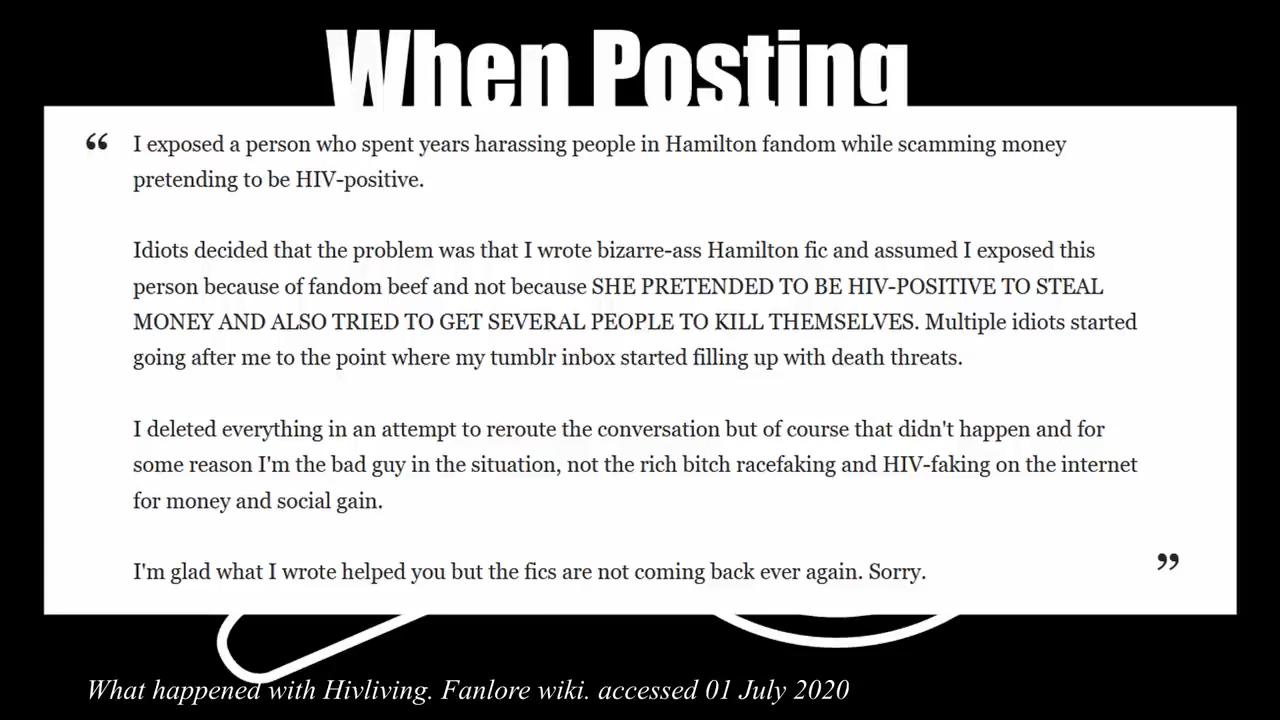 When Posting
“ I exposed a person who spent years harassing people in Hamilton fandom while scamming money
pretending to be HIV-positive.
Idiots decided that the problem was that I wrote bizarre-ass Hamilton fic and assumed I exposed this
person because of fandom beef and not because SHE PRETENDED TO BE HIV-POSITIVE TO STEAL
MONEY AND ALSO TRIED TO GET SEVERAL PEOPLE TO KILL THEMSELVES. Multiple idiots started
going after me to the point where my tumblr inbox started filling up with death threats.
I deleted everything in an attempt to reroute the conversation but of course that didn't happen and for
some reason I'm the bad guy in the situation, not the rich bitch racefaking and HIV-faking on the internet
for money and social gain.
I'm glad what I wrote helped you but the fics are not coming back ever again. Sorry. ”
What happened with Hivliving. Fanlore wiki. accessed 01 July 2020